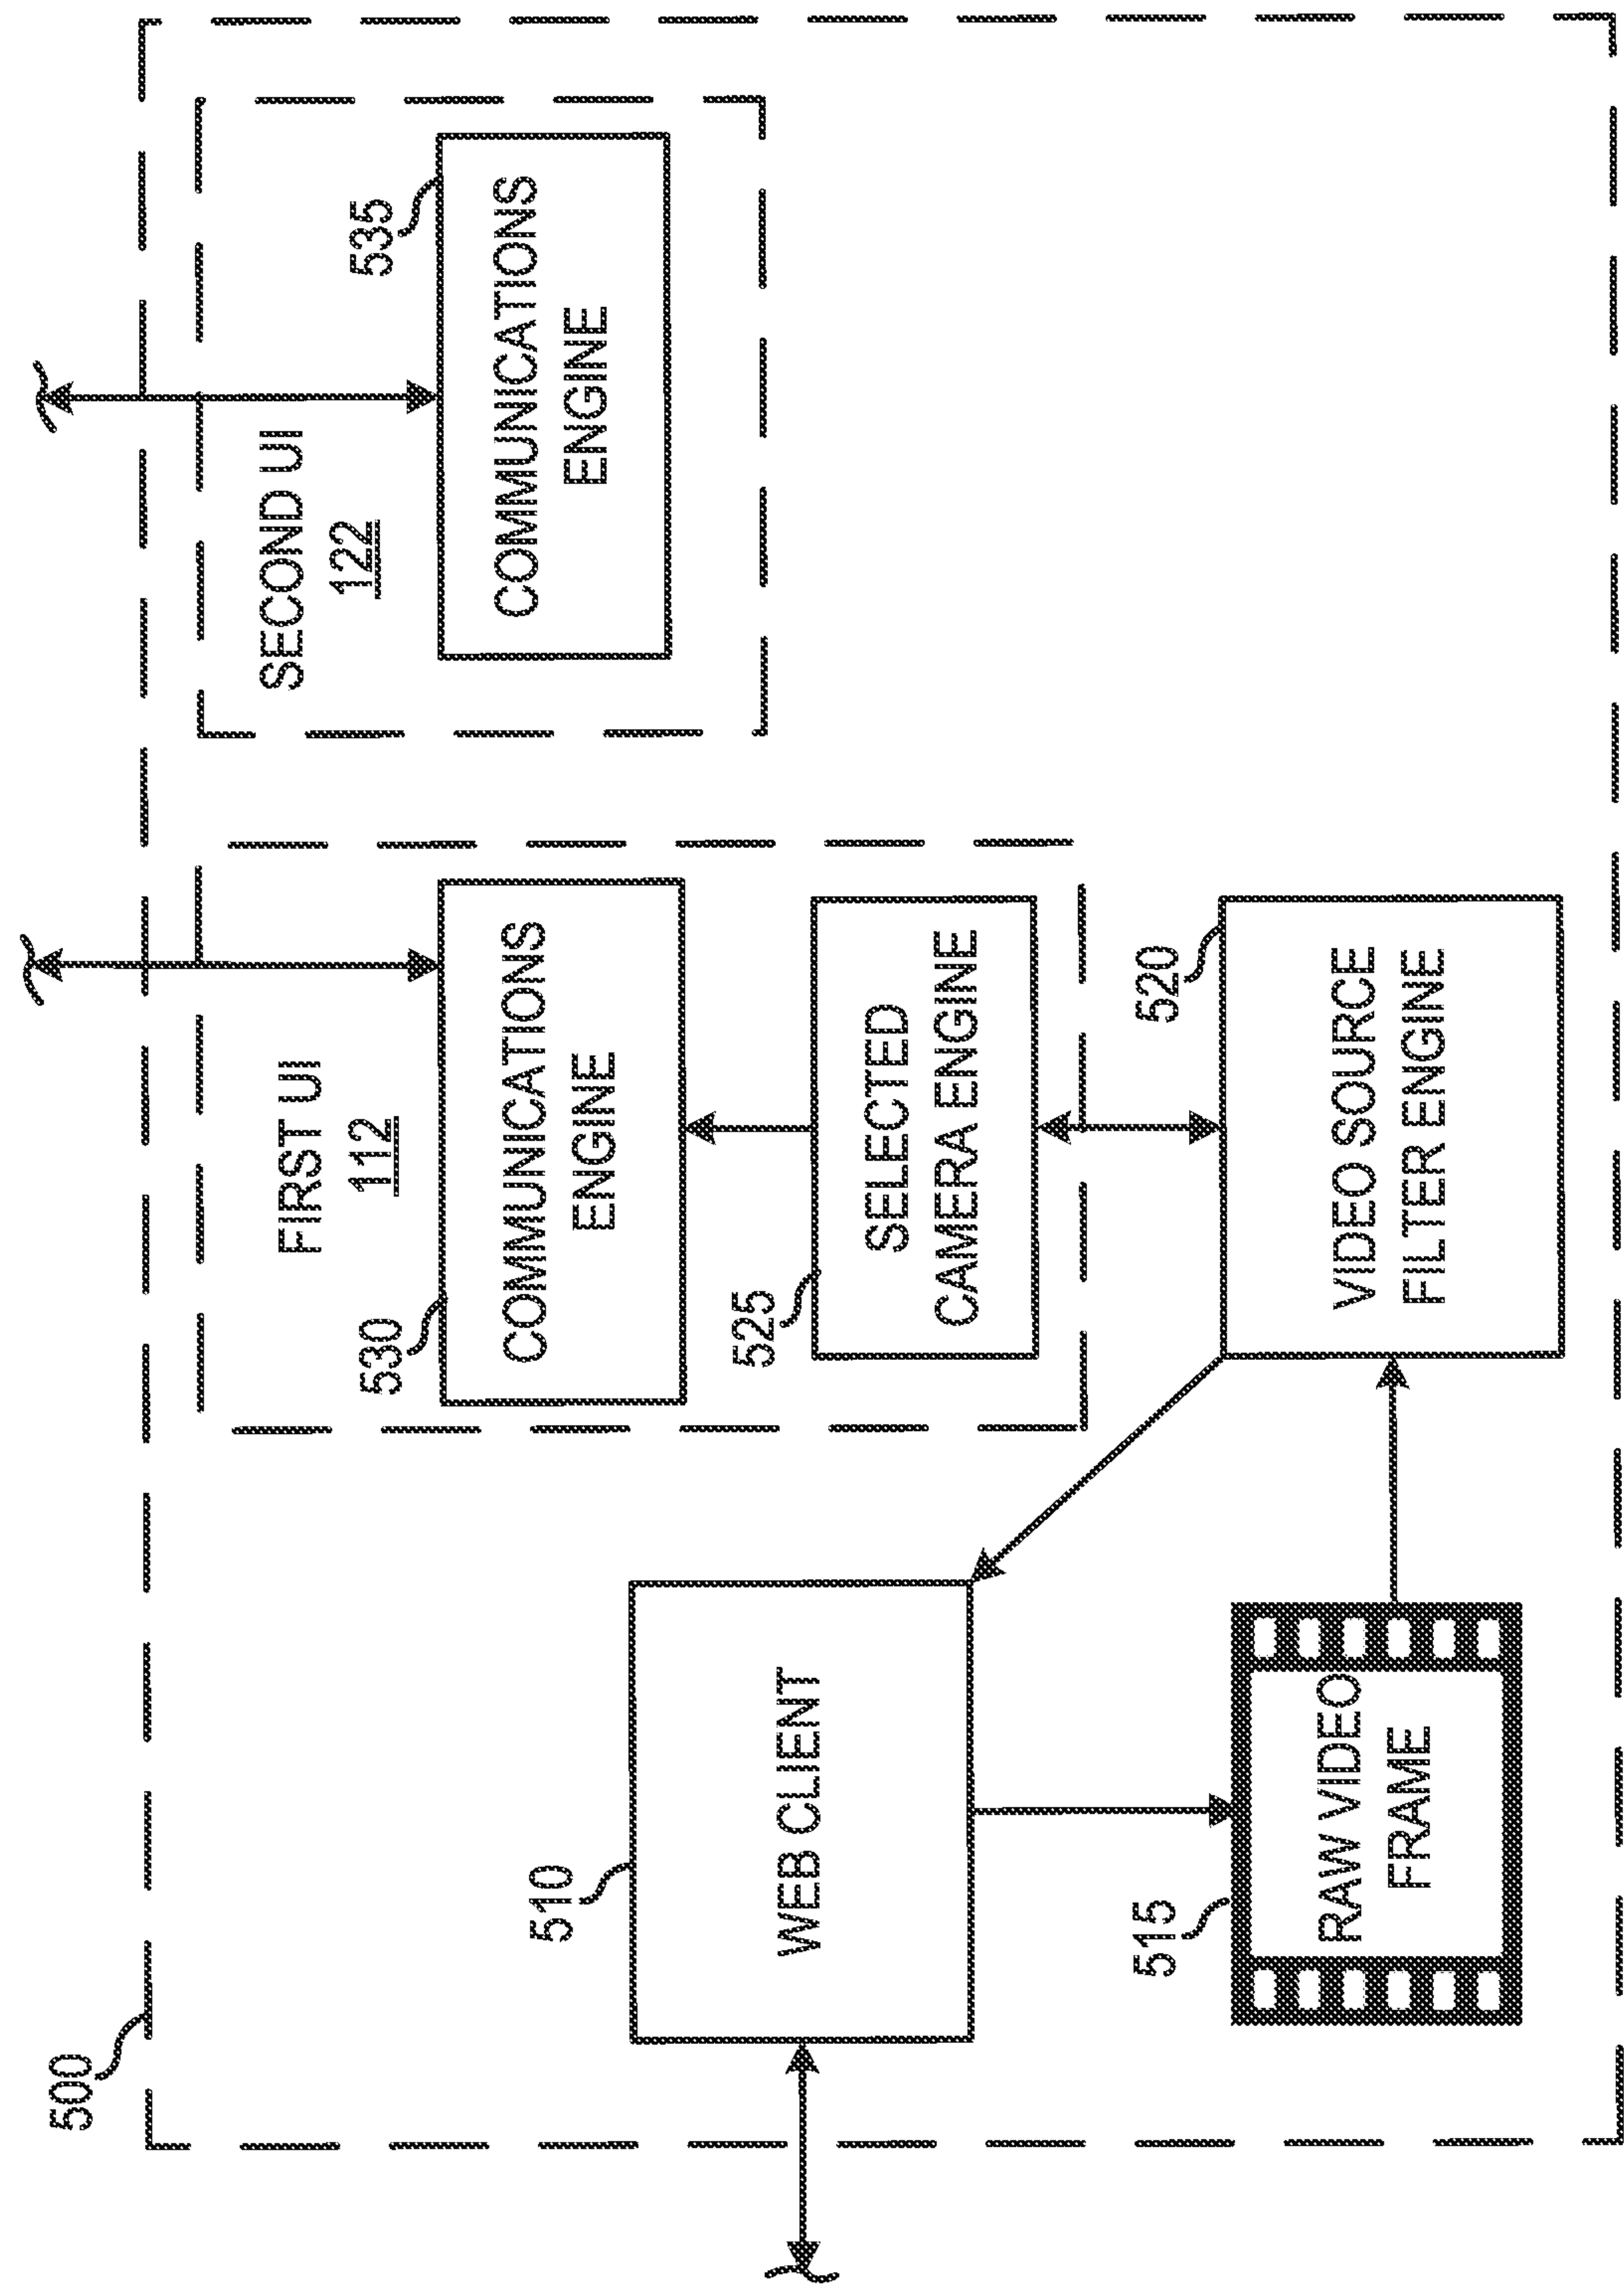 500
510
WEB CLIENT
515
RAW VIDEO
FRAME
FIRST UI
112
530
COMMUNICATIONS
ENGINE
525
SELECTED
CAMERA ENGINE
520
VIDEO SOURCE
FILTER ENGINE
SECOND UI
122
535
COMMUNICATIONS
ENGINE